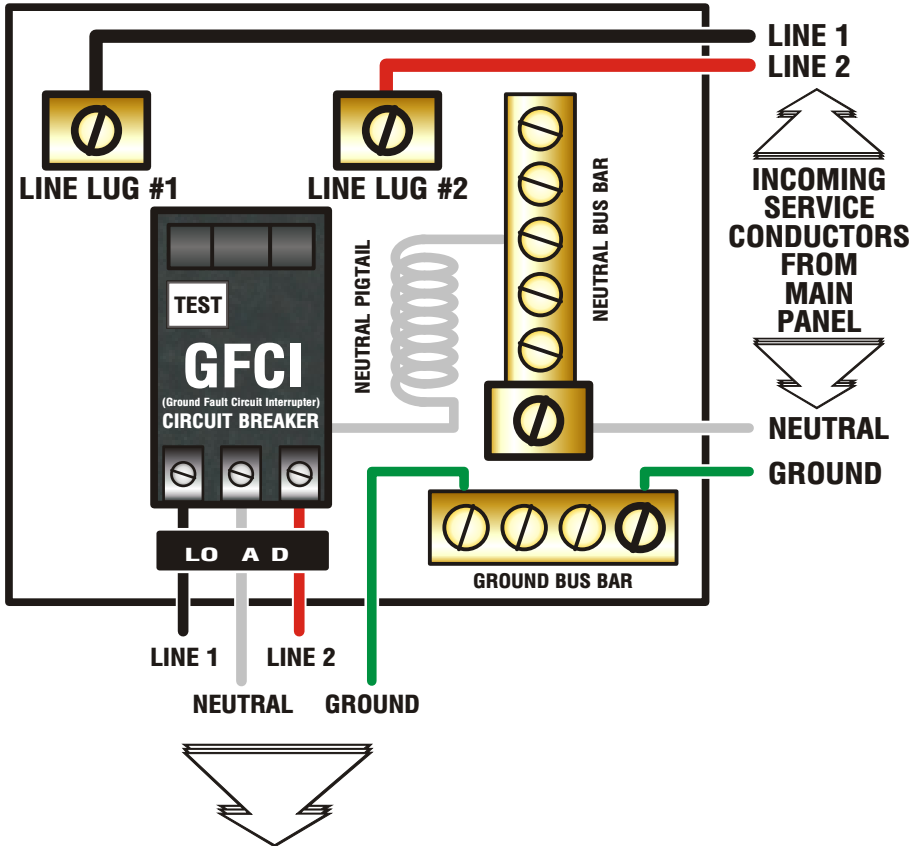 LINE 1
LINE 2
LINE LUG #1
LINE LUG #2
INCOMING
SERVICE
CONDUCTORS
FROM
MAIN
PANEL
NEUTRAL BUS BAR
NEUTRAL PIGTAIL
TEST
GFCI
(Ground Fault Circuit Interrupter)
CIRCUIT BREAKER
NEUTRAL
GROUND
LO A D
GROUND BUS BAR
LINE 1
LINE 2
NEUTRAL
GROUND